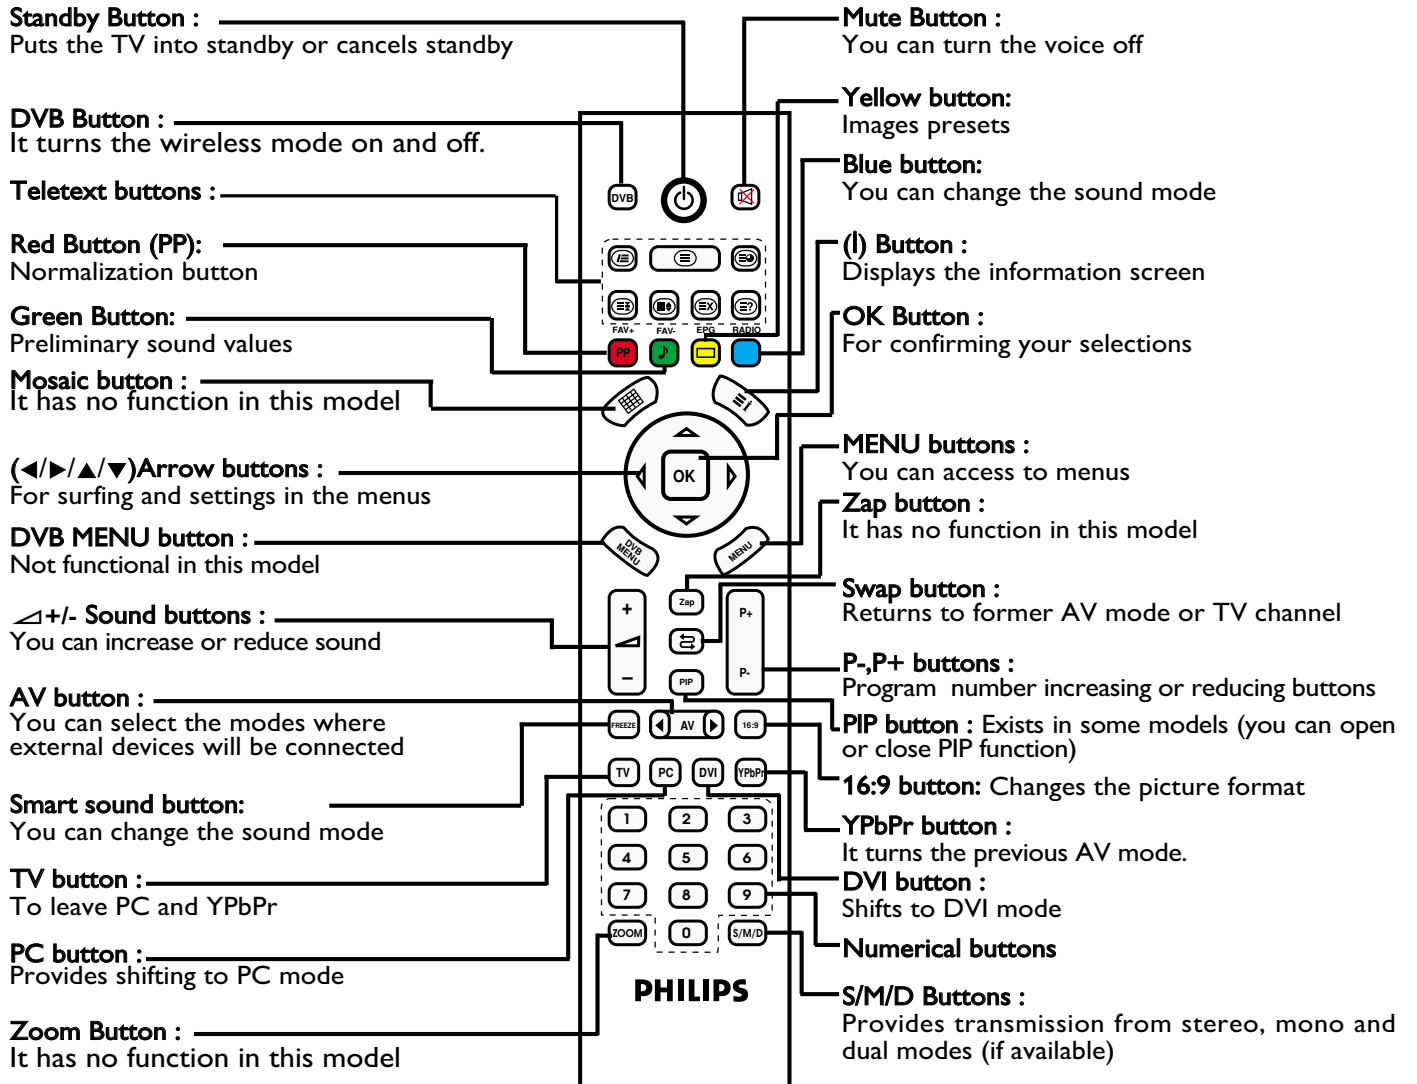 Standby Button :
Puts the TV into standby or cancels standby
DVB Button :
It turns the wireless mode on and off.
Teletext buttons :
Red Button (PP):
Normalization button
Green Button:
Preliminary sound values
Mosaic button :
It has no function in this model
(◄/►/▲/▼)Arrow buttons :
For surfing and settings in the menus
DVB MENU button :
Not functional in this model
+/- Sound buttons :
You can increase or reduce sound
AV button :
You can select the modes where
external devices will be connected
Smart sound button:
You can change the sound mode
TV button :
To leave PC and YPbPr
PC button :
Provides shifting to PC mode
Zoom Button :
It has no function in this model
DVB
FAV+ FAV- EPG RADIO
PP
i
OK
DVB
MENU
MENU
+ Zap P+
− PIP P-
FREEZE AV 16:9
TV PC DVI YPbPr
1 2 3
4 5 6
7 8 9
ZOOM 0 S/M/D
PHILIPS
Mute Button :
You can turn the voice off
Yellow button:
Images presets
Blue button:
You can change the sound mode
(i) Button :
Displays the information screen
OK Button :
For confirming your selections
MENU buttons :
You can access to menus
Zap button :
It has no function in this model
Swap button :
Returns to former AV mode or TV channel
P-,P+ buttons :
Program number increasing or reducing buttons
PIP button : Exists in some models (you can open
or close PIP function)
16:9 button: Changes the picture format
YPbPr button :
It turns the previous AV mode.
DVI button :
Shifts to DVI mode
Numerical buttons
S/M/D Buttons :
Provides transmission from stereo, mono and
dual modes (if available)